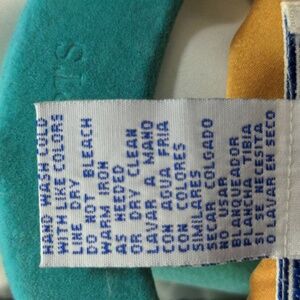 HAND WASH COLD
WITH LIKE COLORS
LINE DRY
DO NOT BLEACH
WARM IRON
AS NEEDED
OR DRY CLEAN
LAVAR A MANO
CON AGUA FRIA
CON COLORES
SIMILARES
SECAR COLGADO
NO USAR
BLANQUEADOR
PLANCHA TIBIA
SI SE NECESITA,
O LAVAR EN SECO